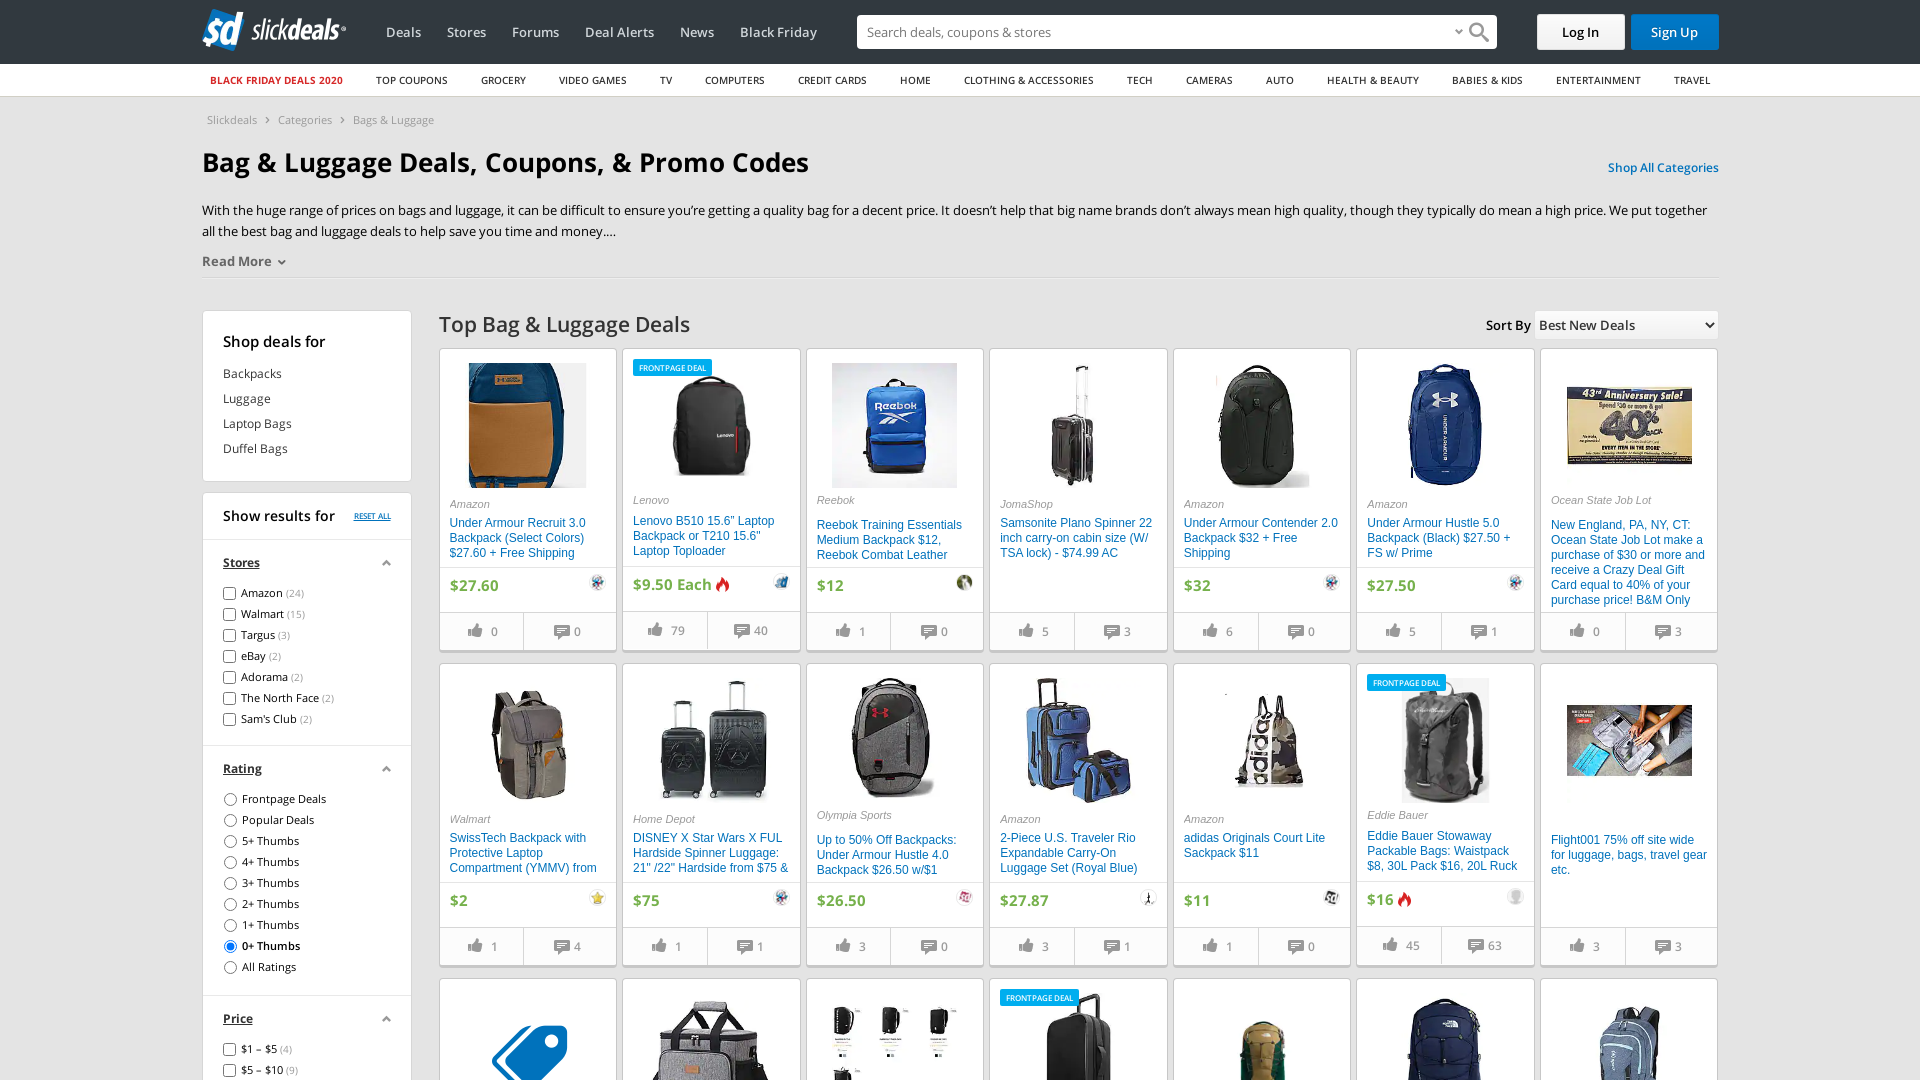 slickdeals
Deals
Stores
Forums
Deal Alerts
News
Black Friday
Search deals, coupons & stores
Log In
Sign Up
BLACK FRIDAY DEALS 2020
TOP COUPONS
GROCERY
VIDEO GAMES
TV
COMPUTERS
CREDIT CARDS
HOME
CLOTHING & ACCESSORIES
TECH
CAMERAS
AUTO
HEALTH & BEAUTY
BABIES & KIDS
ENTERTAINMENT
TRAVEL
Slickdeals > Categories > Bags & Luggage
Bag & Luggage Deals, Coupons, & Promo Codes
Shop All Categories
With the huge range of prices on bags and luggage, it can be difficult to ensure you’re getting a quality bag for a decent price. It doesn’t help that big name brands don’t always mean high quality, though they typically do mean a high price. We put together
all the best bag and luggage deals to help save you time and money....
Read More
Shop deals for
Backpacks
Luggage
Laptop Bags
Duffel Bags
Show results for
RESET ALL
Stores
Amazon (24)
Walmart (15)
Targus (3)
eBay (2)
Adorama (2)
The North Face (2)
Sam's Club (2)
Rating
Frontpage Deals
Popular Deals
5+ Thumbs
4+ Thumbs
3+ Thumbs
2+ Thumbs
1+ Thumbs
0+ Thumbs
All Ratings
Price
$1 – $5 (4)
$5 – $10 (9)
Top Bag & Luggage Deals
Sort By
Best New Deals
Amazon
Under Armour Recruit 3.0
Backpack (Select Colors)
$27.60 + Free Shipping
$27.60
0
0
FRONTPAGE DEAL
Lenovo
Lenovo
Lenovo B510 15.6" Laptop
Backpack or T210 15.6"
Laptop Toploader
$9.50 Each
79
40
Reebok
Reebok
Reebok Training Essentials
Medium Backpack $12,
Reebok Combat Leather
$12
1
0
JomaShop
Samsonite Plano Spinner 22
inch carry-on cabin size (W/
TSA lock) - $74.99 AC
5
3
Amazon
Under Armour Contender 2.0
Backpack $32 + Free
Shipping
$32
6
0
UNDER ARMOUR
Amazon
Under Armour Hustle 5.0
Backpack (Black) $27.50 +
FS w/ Prime
$27.50
5
1
43rd Anniversary Sale!
Spend $30 or more & get
40%
BACK
EVERY ITEM IN THE STORE
Ocean State Job Lot
New England, PA, NY, CT:
Ocean State Job Lot make a
purchase of $30 or more and
receive a Crazy Deal Gift
Card equal to 40% of your
purchase price! B&M Only
0
3
Walmart
SwissTech Backpack with
Protective Laptop
Compartment (YMMV) from
$2
1
4
Home Depot
DISNEY X Star Wars X FUL
Hardside Spinner Luggage:
21" /22" Hardside from $75 &
$75
1
1
Olympia Sports
Up to 50% Off Backpacks:
Under Armour Hustle 4.0
Backpack $26.50 w/$1
$26.50
3
0
Amazon
2-Piece U.S. Traveler Rio
Expandable Carry-On
Luggage Set (Royal Blue)
$27.87
3
1
adidas
Amazon
adidas Originals Court Lite
Sackpack $11
$11
1
0
FRONTPAGE DEAL
Eddie Bauer
Eddie Bauer Stowaway
Packable Bags: Waistpack
$8, 30L Pack $16, 20L Ruck
$16
45
63
Flight001 75% off site wide
for luggage, bags, travel gear
etc.
3
3
FRONTPAGE DEAL